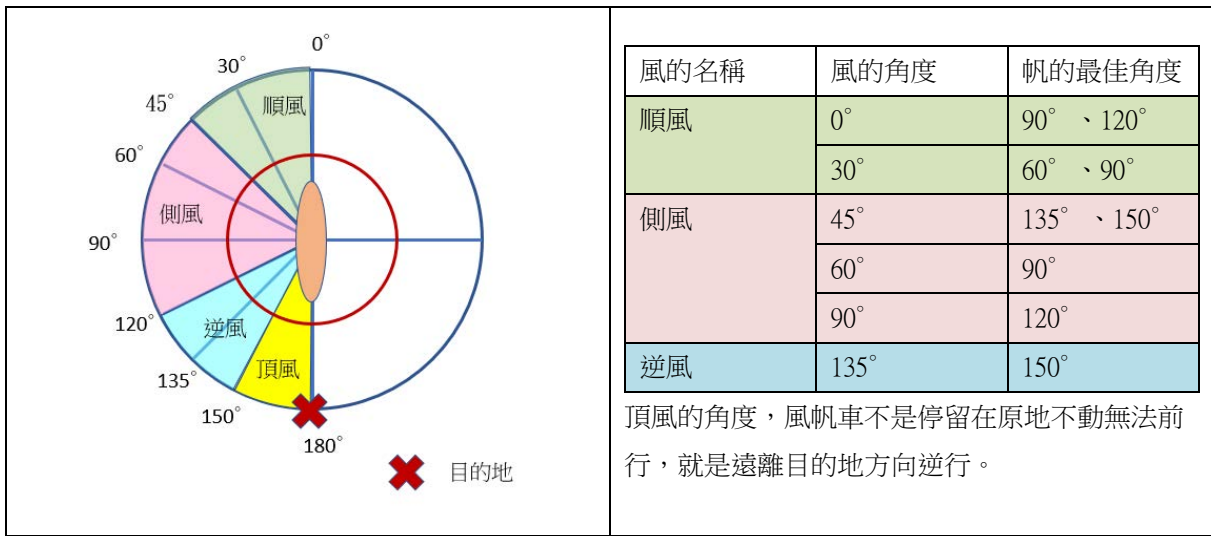 0°
30°
順風
45°
60°
側風
90°
120°
逆風
135°
頂風
150°
180°
目的地
風的名稱 風的角度 帆的最佳角度
順風 0° 90° 、120°
30° 60° 、90°
側風 45° 135° 、150°
60° 90°
90° 120°
逆風 135° 150°
頂風的角度，風帆車不是停留在原地不動無法前
行，就是遠離目的地方向逆行。